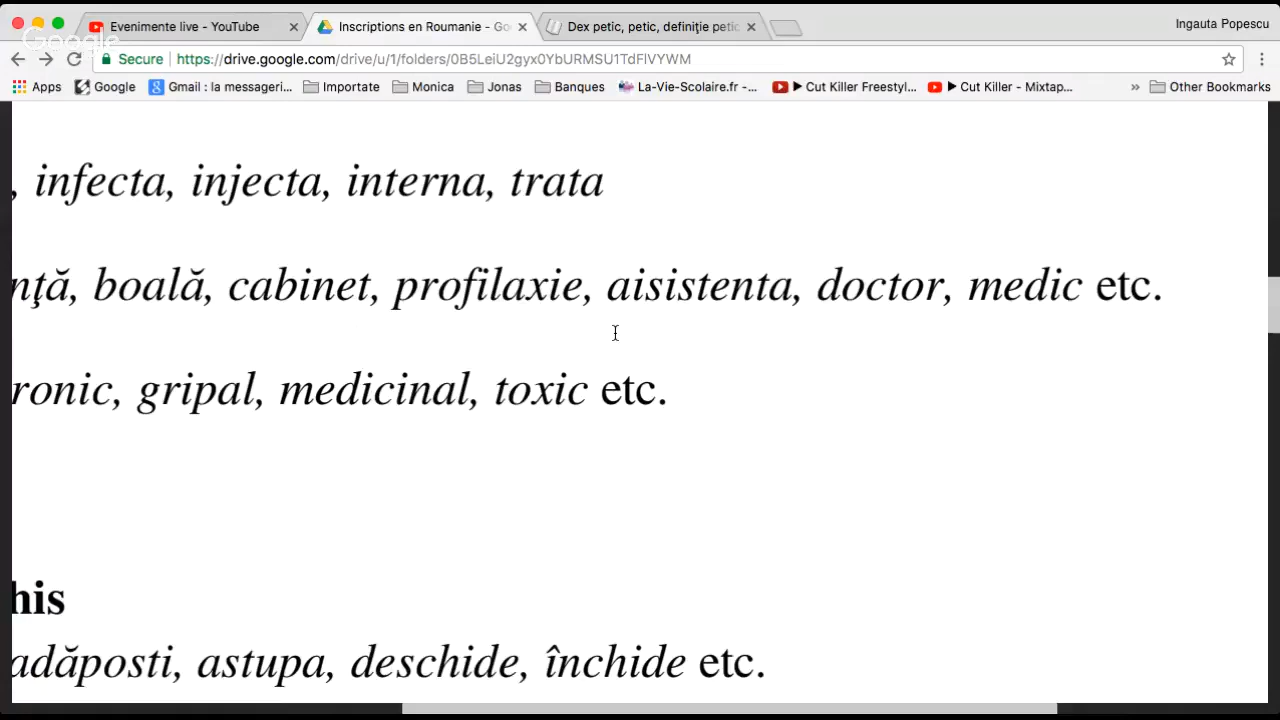 Evenimente live - YouTube
Inscriptions en Roumanie - Go
Dex petic, petic, definiţie petic
Ingauta Popescu
Google
Secure
https://drive.google.com/drive/u/1/folders/0B5LeiU2gyx0YbURMSU1TdFlVYWM
Apps
Google
Gmail : la messageri...
Importate
Monica
Jonas
Banques
La-Vie-Scolaire.fr -...
▶ Cut Killer Freestyl...
▶ Cut Killer - Mixtap...
»
Other Bookmarks
, infecta, injecta, interna, trata
nţă, boală, cabinet, profilaxie, aisistenta, doctor, medic etc.
ronic, gripal, medicinal, toxic etc.
his
adăposti, astupa, deschide, închide etc.